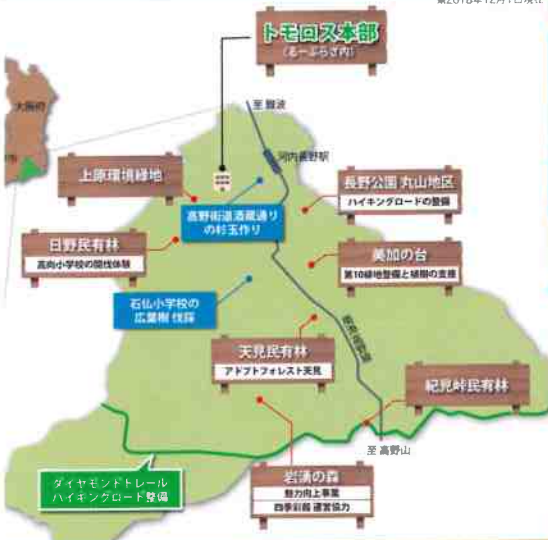 トモロス本部
(るーぷらざ内)
大阪府
至 難波
河内長野駅
上原環境緑地
長野公園 丸山地区
ハイキングロードの整備
高野街道酒蔵通り
の杉玉作り
日野民有林
高向小学校の間伐体験
美加の台
第10緑地整備と植樹の支援
石仏小学校の
広葉樹 伐採
天見民有林
アドプトフォレスト天見
紀見峠民有林
至 高野山
ダイヤモンドトレール
ハイキングロード整備
岩湧の森
魅力向上事業
四季彩館 運営協力